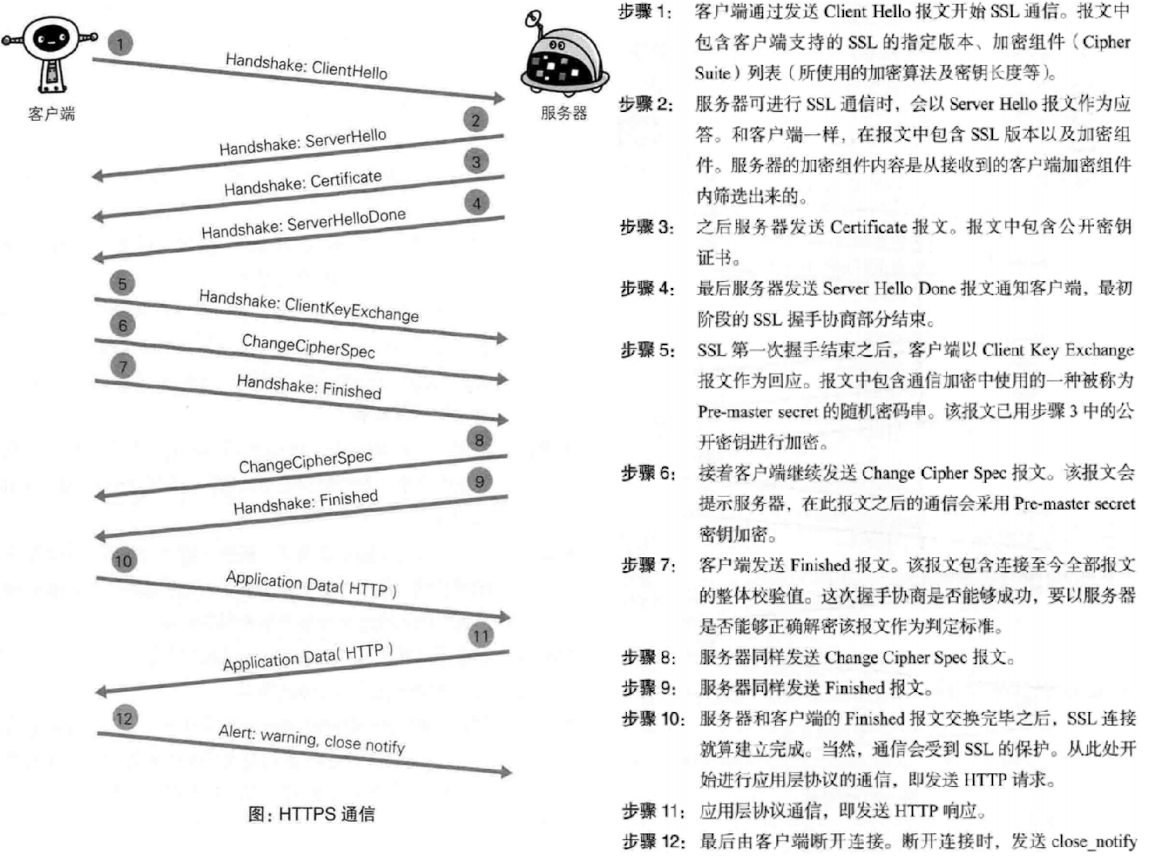 客户端
服务器
1
Handshake: ClientHello
2
Handshake: ServerHello
3
Handshake: Certificate
4
Handshake: ServerHelloDone
5
Handshake: ClientKeyExchange
6
ChangeCipherSpec
7
Handshake: Finished
8
ChangeCipherSpec
9
Handshake: Finished
10
Application Data( HTTP )
11
Application Data( HTTP )
12
Alert: warning, close notify
图: HTTPS 通信
步骤 1： 客户端通过发送 Client Hello 报文开始 SSL 通信。报文中
包含客户端支持的 SSL 的指定版本、加密组件（Cipher
Suite）列表（所使用的加密算法及密钥长度等）。
步骤 2： 服务器可进行 SSL 通信时，会以 Server Hello 报文作为应
答。和客户端一样，在报文中包含 SSL 版本以及加密组
件。服务器的加密组件内容是从接收到的客户端加密组件
内筛选出来的。
步骤 3： 之后服务器发送 Certificate 报文。报文中包含公开密钥
证书。
步骤 4： 最后服务器发送 Server Hello Done 报文通知客户端，最初
阶段的 SSL 握手协商部分结束。
步骤 5： SSL 第一次握手结束之后，客户端以 Client Key Exchange
报文作为回应。报文中包含通信加密中使用的一种被称为
Pre-master secret 的随机密码串。该报文已用步骤 3 中的公
开密钥进行加密。
步骤 6： 接着客户端继续发送 Change Cipher Spec 报文。该报文会
提示服务器，在此报文之后的通信会采用 Pre-master secret
密钥加密。
步骤 7： 客户端发送 Finished 报文。该报文包含连接至今全部报文
的整体校验值。这次握手协商是否能够成功，要以服务器
是否能够正确解密该报文作为判定标准。
步骤 8： 服务器同样发送 Change Cipher Spec 报文。
步骤 9： 服务器同样发送 Finished 报文。
步骤 10： 服务器和客户端的 Finished 报文交换完毕之后，SSL 连接
就算建立完成。当然，通信会受到 SSL 的保护。从此处开
始进行应用层协议的通信，即发送 HTTP 请求。
步骤 11： 应用层协议通信，即发送 HTTP 响应。
步骤 12： 最后由客户端断开连接。断开连接时，发送 close_notify